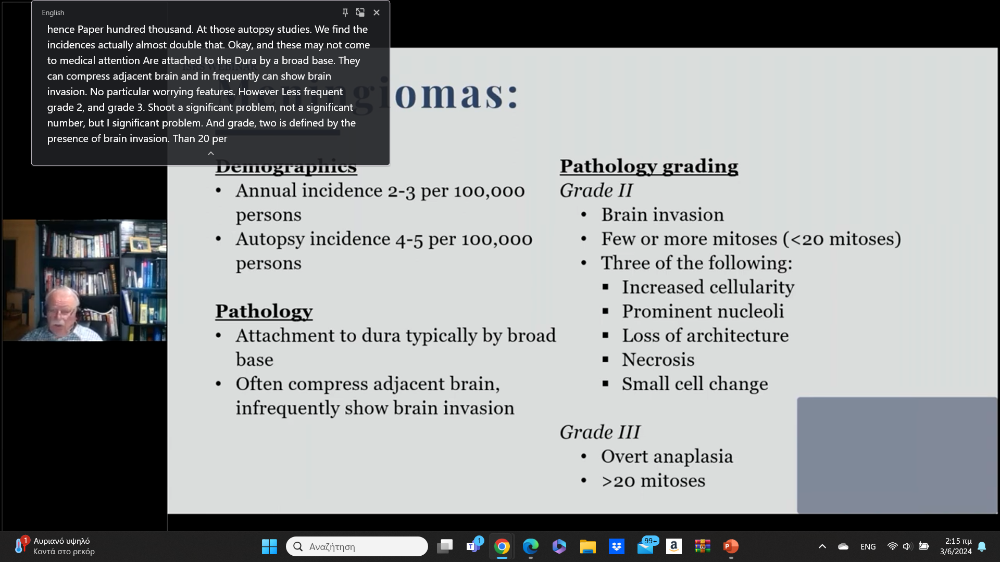 English
hence Paper hundred thousand. At those autopsy studies. We find the
incidences actually almost double that. Okay, and these may not come
to medical attention Are attached to the Dura by a broad base. They
can compress adjacent brain and in frequently can show brain
invasion. No particular worrying features. However Less frequent
grade 2, and grade 3. Shoot a significant problem, not a significant
number, but I significant problem. And grade, two is defined by the
presence of brain invasion. Than 20 per
ISRS WEBINAR
Meningiomas:
Demographics
• Annual incidence 2-3 per 100,000
persons
• Autopsy incidence 4-5 per 100,000
persons
Pathology
• Attachment to dura typically by broad
base
• Often compress adjacent brain,
infrequently show brain invasion
Pathology grading
Grade II
• Brain invasion
• Few or more mitoses (<20 mitoses)
• Three of the following:
▪ Increased cellularity
▪ Prominent nucleoli
▪ Loss of architecture
▪ Necrosis
▪ Small cell change
Grade III
• Overt anaplasia
• >20 mitoses
1
Αυριανό υψηλό
Κοντά στο ρεκόρ
Αναζήτηση
1
99+
ENG
2:15 πμ
3/6/2024